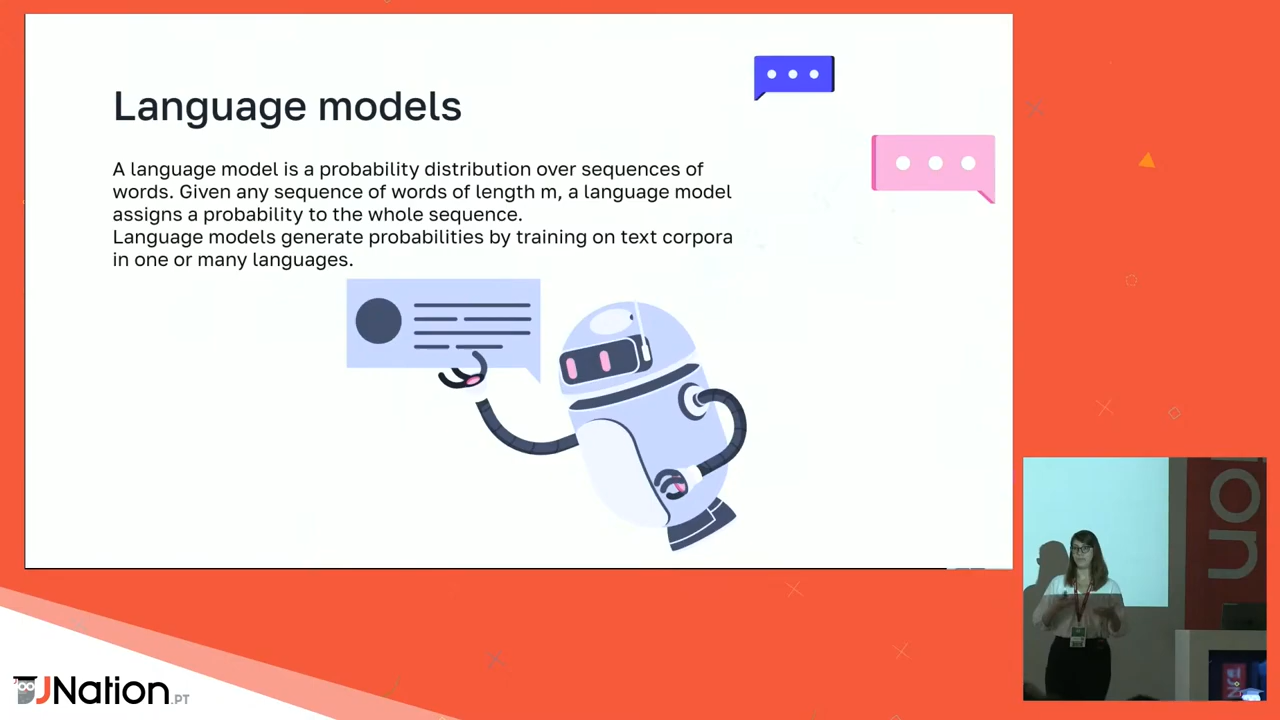 Language models
A language model is a probability distribution over sequences of
words. Given any sequence of words of length m, a language model
assigns a probability to the whole sequence.
Language models generate probabilities by training on text corpora
in one or many languages.
JNation.PT
on